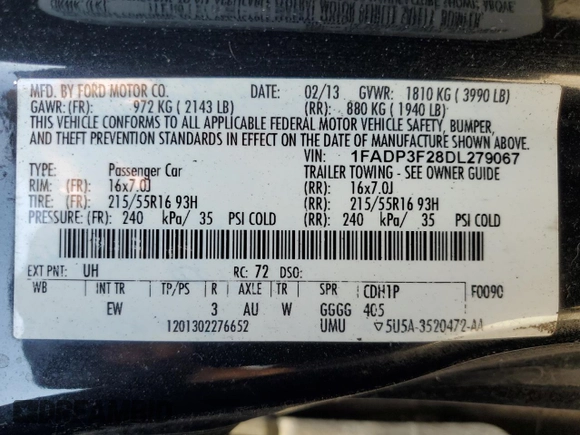 MFD. BY FORD MOTOR CO. DATE: 02/13 GVWR: 1810 KG ( 3990 LB)
GAWR: (FR): 972 KG ( 2143 LB) (RR): 880 KG ( 1940 LB)
THIS VEHICLE CONFORMS TO ALL APPLICABLE FEDERAL MOTOR VEHICLE SAFETY, BUMPER,
AND THEFT PREVENTION STANDARDS IN EFFECT ON THE DATE OF MANUFACTURE SHOWN ABOVE.
VIN: 1FADP3F28DL279067
TYPE: Passenger Car TRAILER TOWING - SEE OWNER GUIDE
RIM: (FR) 16x7.0J (RR): 16x7.0J
TIRE: (FR): 215/55R16 93H (RR): 215/55R16 93H
PRESSURE: (FR): 240 kPa/ 35 PSI COLD (RR): 240 kPa/ 35 PSI COLD
EXT PNT: UH RC: 72 DSO:
WB INT TR TP/PS R AXLE TR SPR CDH1P F0090
EW 3 AU W GGGG 405
1201302276652 UMU ▽5U5A-3520472-AA